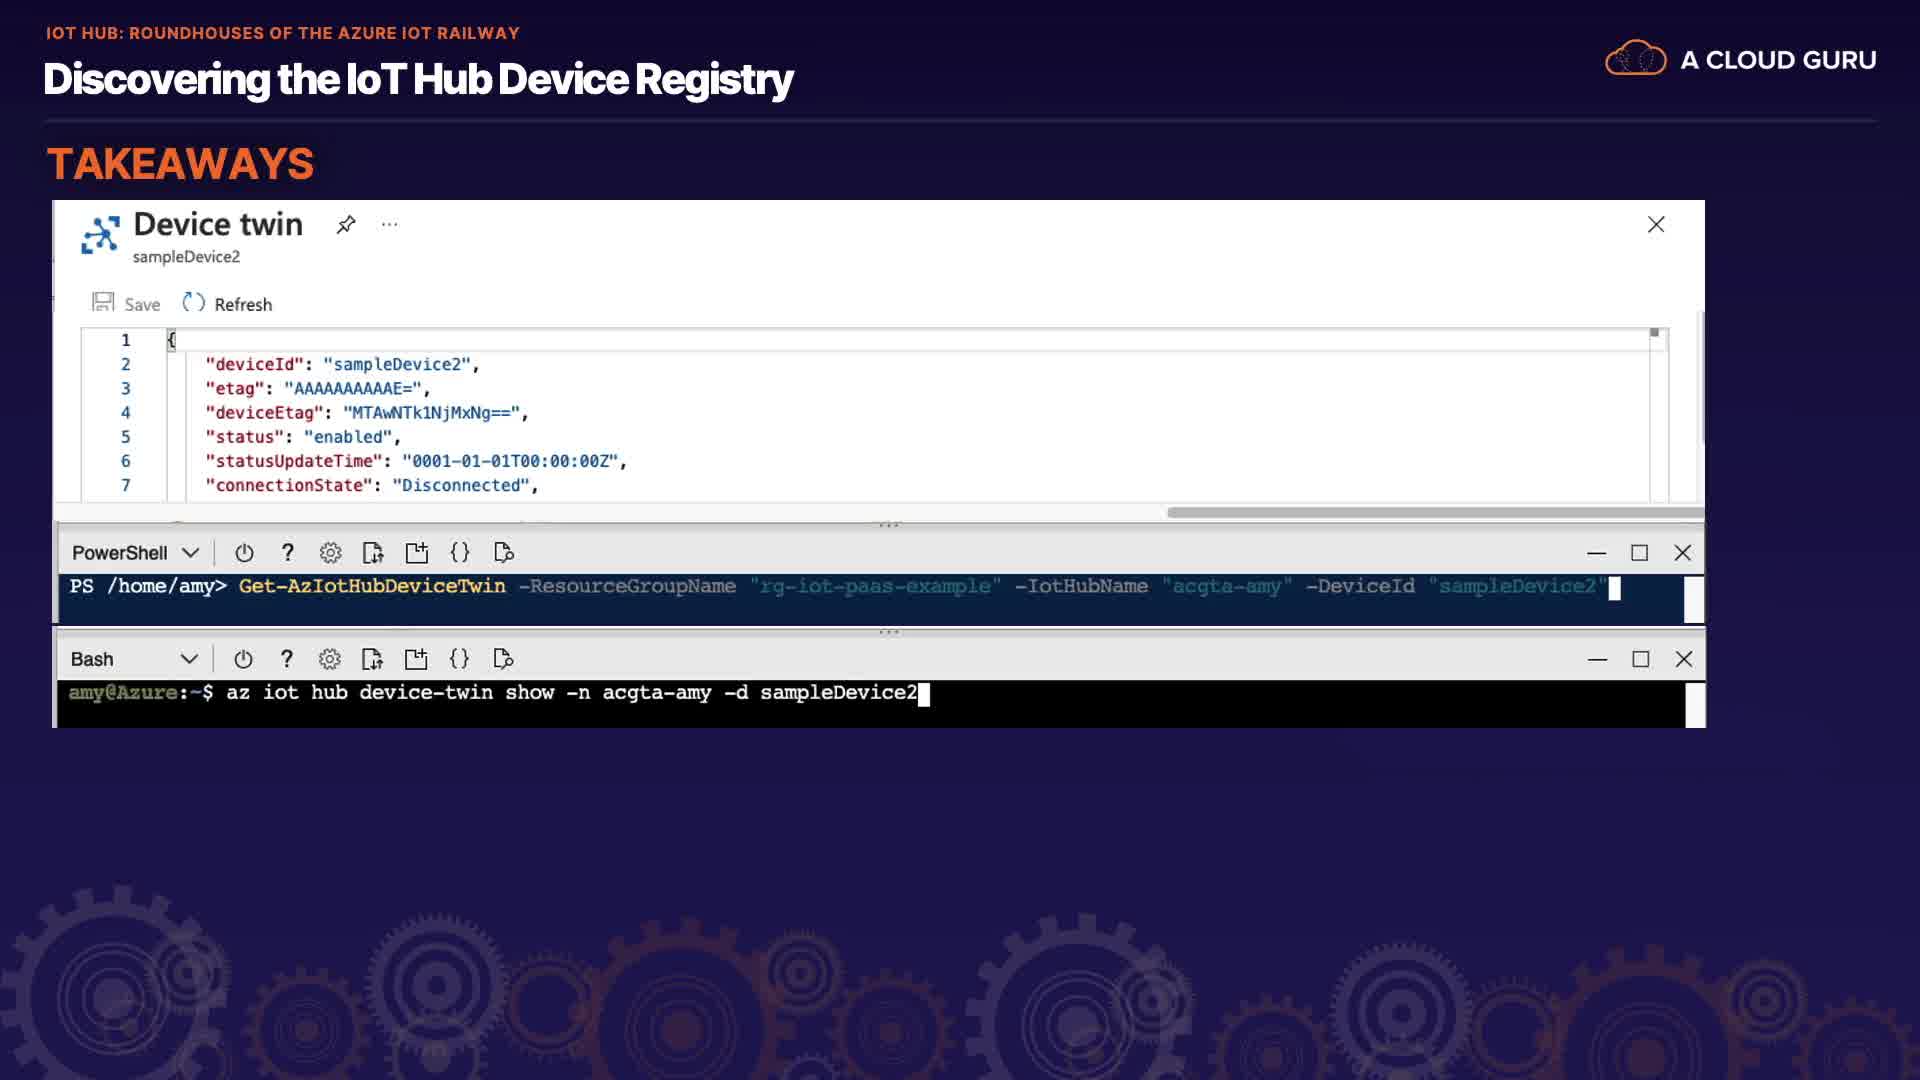 IOT HUB: ROUNDHOUSES OF THE AZURE IOT RAILWAY
Discovering the IoT Hub Device Registry
A CLOUD GURU
TAKEAWAYS
Device twin
sampleDevice2
Save Refresh
1 {
2 "deviceId": "sampleDevice2",
3 "etag": "AAAAAAAAAAE=",
4 "deviceEtag": "MTAwNTk1NjMxNg==",
5 "status": "enabled",
6 "statusUpdateTime": "0001-01-01T00:00:00Z",
7 "connectionState": "Disconnected",
PowerShell
PS /home/amy> Get-AzIotHubDeviceTwin -ResourceGroupName "rg-iot-paas-example" -IotHubName "acgta-amy" -DeviceId "sampleDevice2"
Bash
amy@Azure:~$ az iot hub device-twin show -n acgta-amy -d sampleDevice2